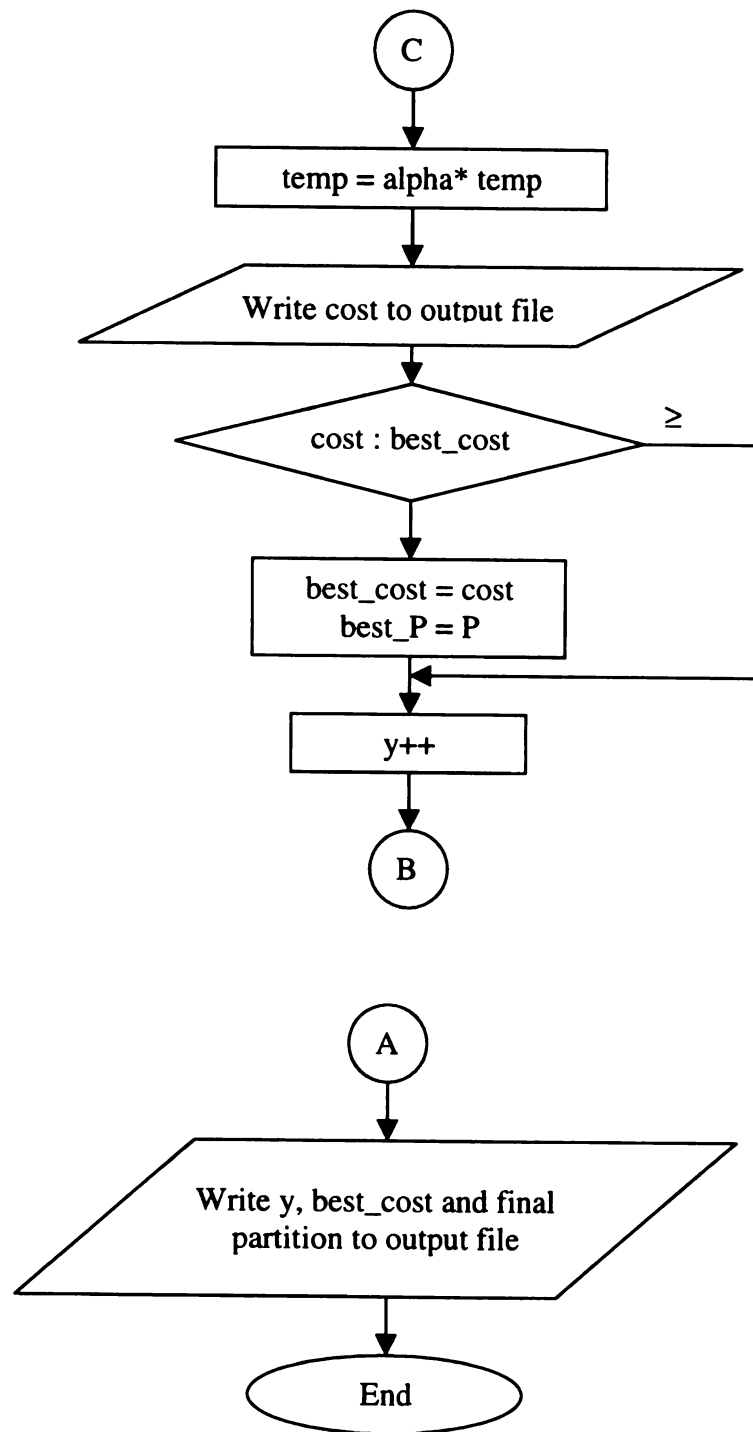 C
temp = alpha* temp
Write cost to output file
cost : best_cost
≥
best_cost = cost
best_P = P
y++
B
A
Write y, best_cost and final
partition to output file
End